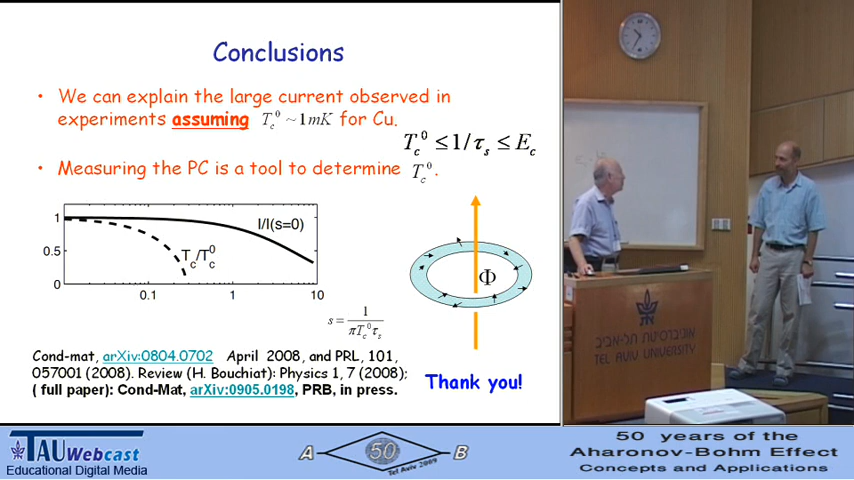 Conclusions
• We can explain the large current observed in
experiments assuming T_c^0 ~1mK for Cu.
T_c^0 ≤ 1/τ_s ≤ E_c
• Measuring the PC is a tool to determine T_c^0.
1
0.5
0
I/I(s=0)
T_c/T_c^0
0.1 1 10
s = 1/(πT_c^0τ_s)
Φ
Cond-mat, arXiv:0804.0702 April 2008, and PRL, 101,
057001 (2008). Review (H. Bouchiat): Physics 1, 7 (2008);
( full paper): Cond-Mat, arXiv:0905.0198, PRB, in press.
Thank you!
אוניברסיטת תל-אביב
TEL AVIV UNIVERSITY
TAU Webcast
Educational Digital Media
A 50 B
Tel Aviv 2009
50 years of the
Aharonov-Bohm Effect
Concepts and Applications